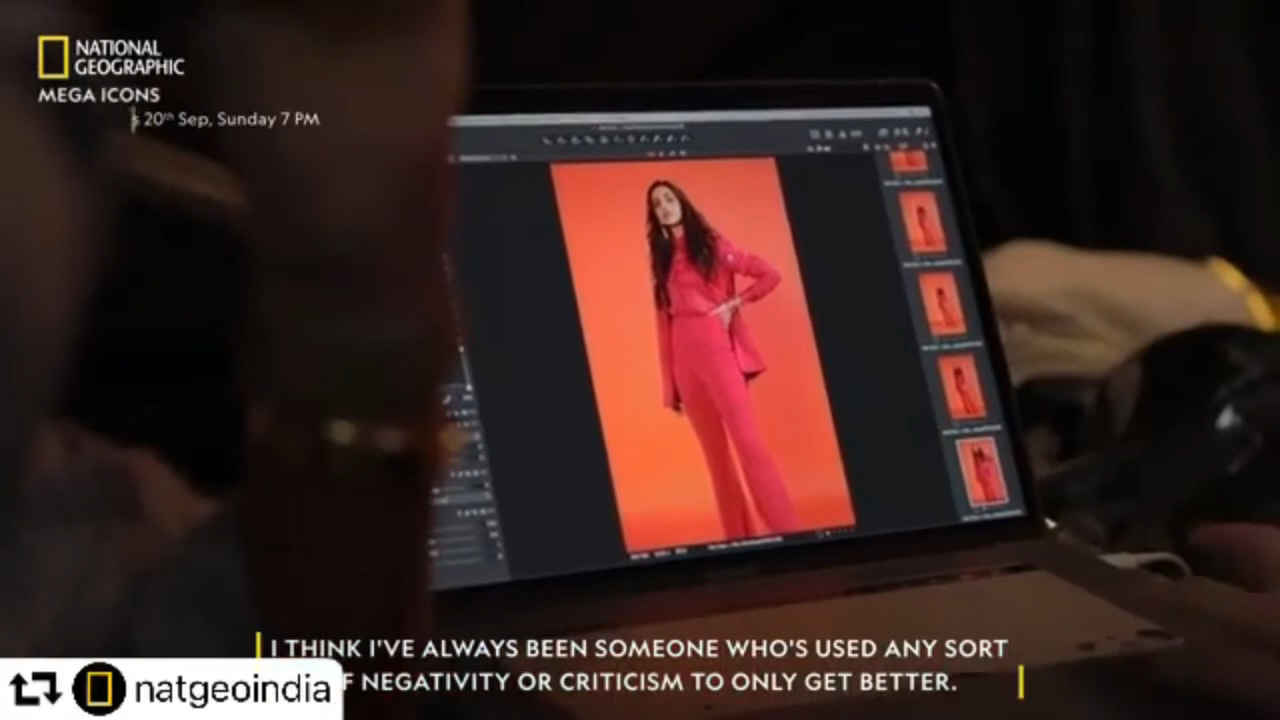 NATIONAL
GEOGRAPHIC
MEGA ICONS
20th Sep, Sunday 7 PM
I THINK I'VE ALWAYS BEEN SOMEONE WHO'S USED ANY SORT
F NEGATIVITY OR CRITICISM TO ONLY GET BETTER.
natgeoindia